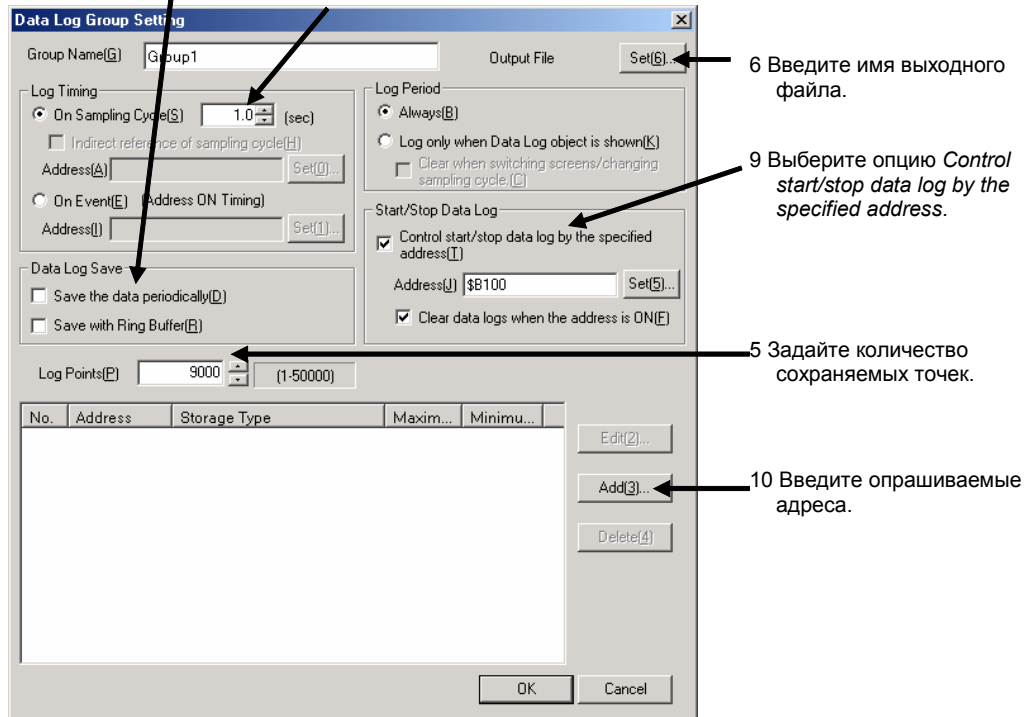 Data Log Group Setting
Group Name(G) Group1 Output File Set(6)...
6 Введите имя выходного
файла.
Log Timing
On Sampling Cycle(S) 1.0 (sec)
Indirect reference of sampling cycle(H)
Address(A) Set(0)...
On Event(E) (Address ON Timing)
Address(I) Set(1)...
Log Period
Always(B)
Log only when Data Log object is shown(K)
Clear when switching screens/changing
sampling cycle.(C)
9 Выберите опцию Control
start/stop data log by the
specified address.
Start/Stop Data Log
Control start/stop data log by the specified
address(T)
Address(J) $B100 Set(5)...
Clear data logs when the address is ON(F)
Data Log Save
Save the data periodically(D)
Save with Ring Buffer(R)
Log Points(P) 9000 (1-50000)
5 Задайте количество
сохраняемых точек.
No. Address Storage Type Maxim... Minimu...
Edit(2)...
Add(3)...
Delete(4)
10 Введите опрашиваемые
адреса.
OK Cancel